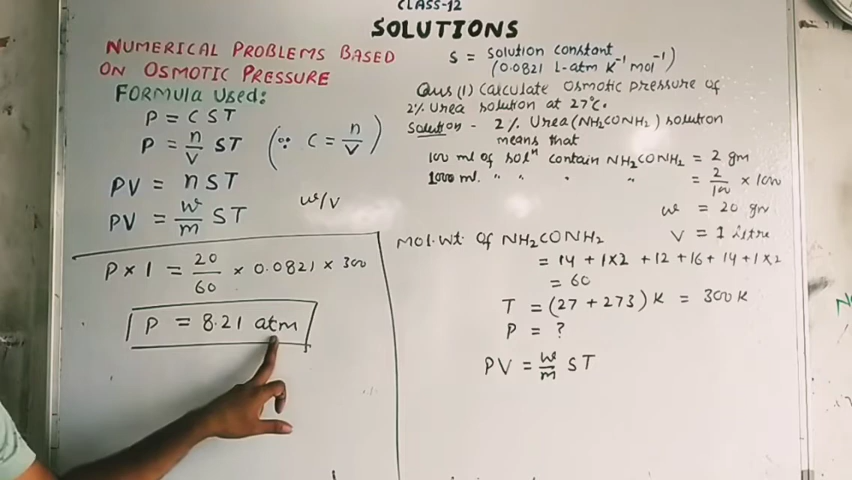 CLASS-12
SOLUTIONS
NUMERICAL PROBLEMS BASED
ON OSMOTIC PRESSURE
FORMULA USED:
P = C S T
P = n/V ST (∵ C = n/V)
PV = n S T
PV = w/m S T
w/V
P × 1 = 20/60 × 0.0821 × 300
P = 8.21 atm
S = solution constant
(0.0821 L-atm K⁻¹ mol⁻¹)
Qus (1) Calculate Osmotic pressure of
2% Urea solution at 27°C.
Solution - 2% Urea (NH2CONH2) solution
means that
100 ml of solⁿ contain NH2CONH2 = 2 gm
1000 ml. " " " " = 2/100 × 1000
w = 20 gm
V = 1 litre
Mol. Wt. of NH2CONH2
= 14 + 1×2 + 12 + 16 + 14 + 1×2
= 60
T = (27 + 273) K = 300 K
P = ?
PV = w/m S T